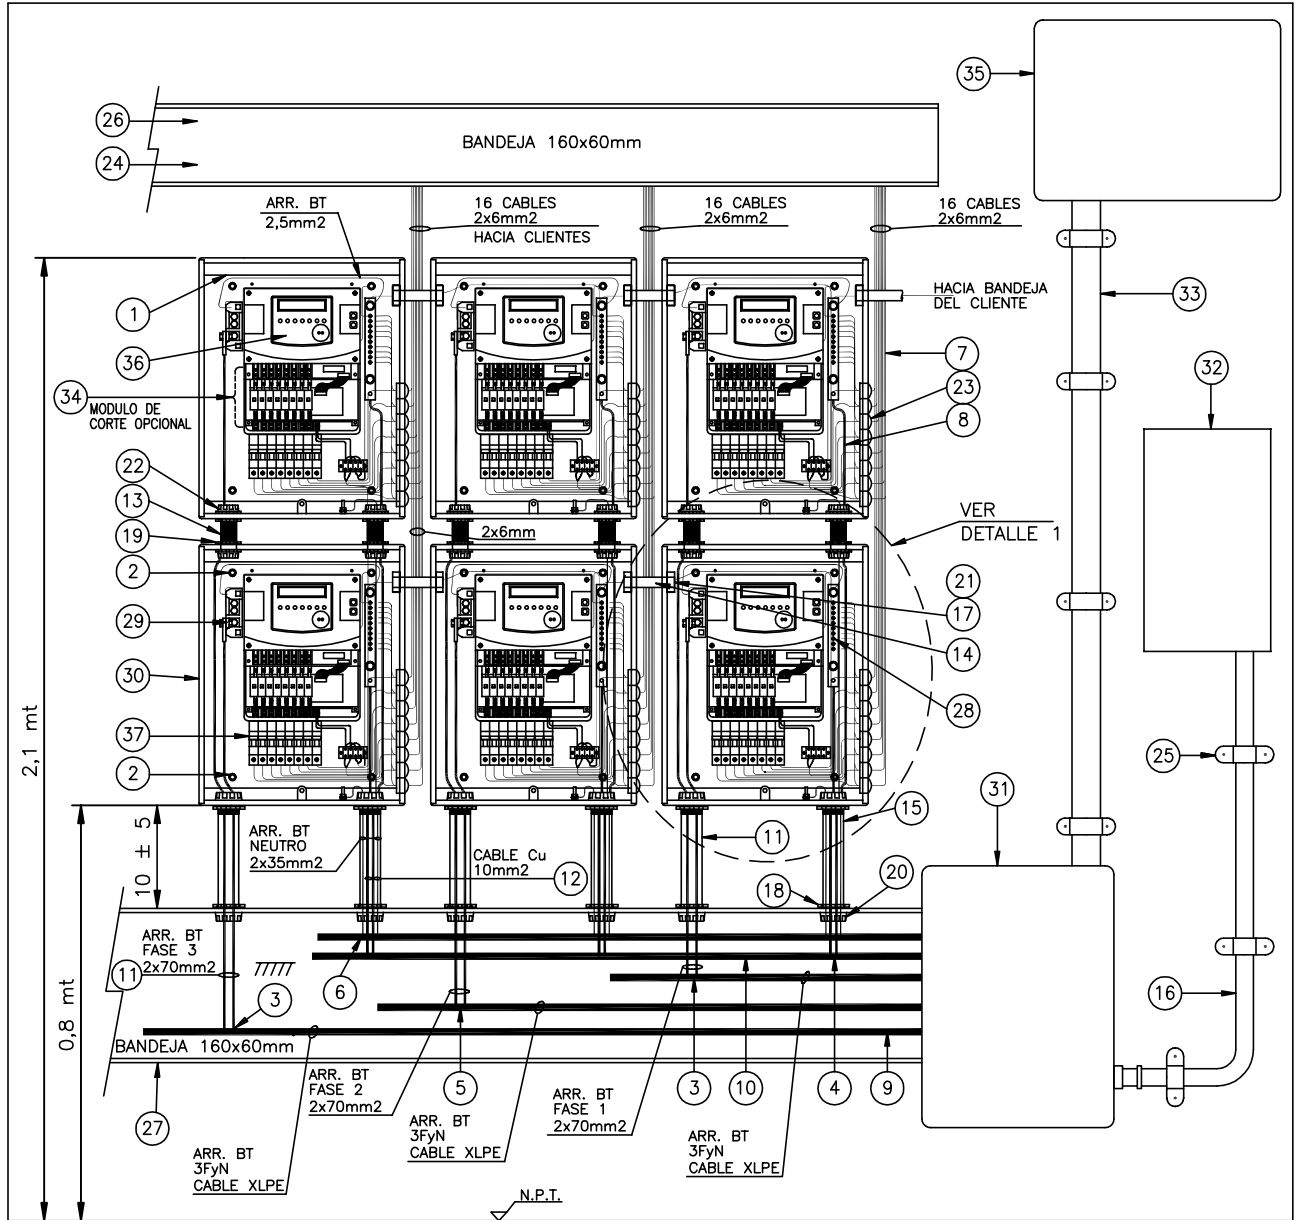 35
26
BANDEJA 160x60mm
24
ARR. BT
2,5mm2
16 CABLES
2x6mm2
HACIA CLIENTES
16 CABLES
2x6mm2
16 CABLES
2x6mm2
HACIA BANDEJA
DEL CLIENTE
33
1
36
7
32
34
MODULO DE
CORTE OPCIONAL
23
8
22
13
19
2x6mm
VER
DETALLE 1
2
21
29
17
14
30
28
37
2
25
2,1 mt
31
15
10 ± 5
ARR. BT
NEUTRO
2x35mm2
CABLE Cu
10mm2
12
11
18
20
ARR. BT
FASE 3
2x70mm2
11
3
6
16
0,8 mt
BANDEJA 160x60mm
5
3
10
4
9
ARR. BT
FASE 2
2x70mm2
ARR. BT
FASE 1
2x70mm2
27
ARR. BT
3FyN
CABLE XLPE
ARR. BT
3FyN
CABLE XLPE
ARR. BT
3FyN
CABLE XLPE
N.P.T.